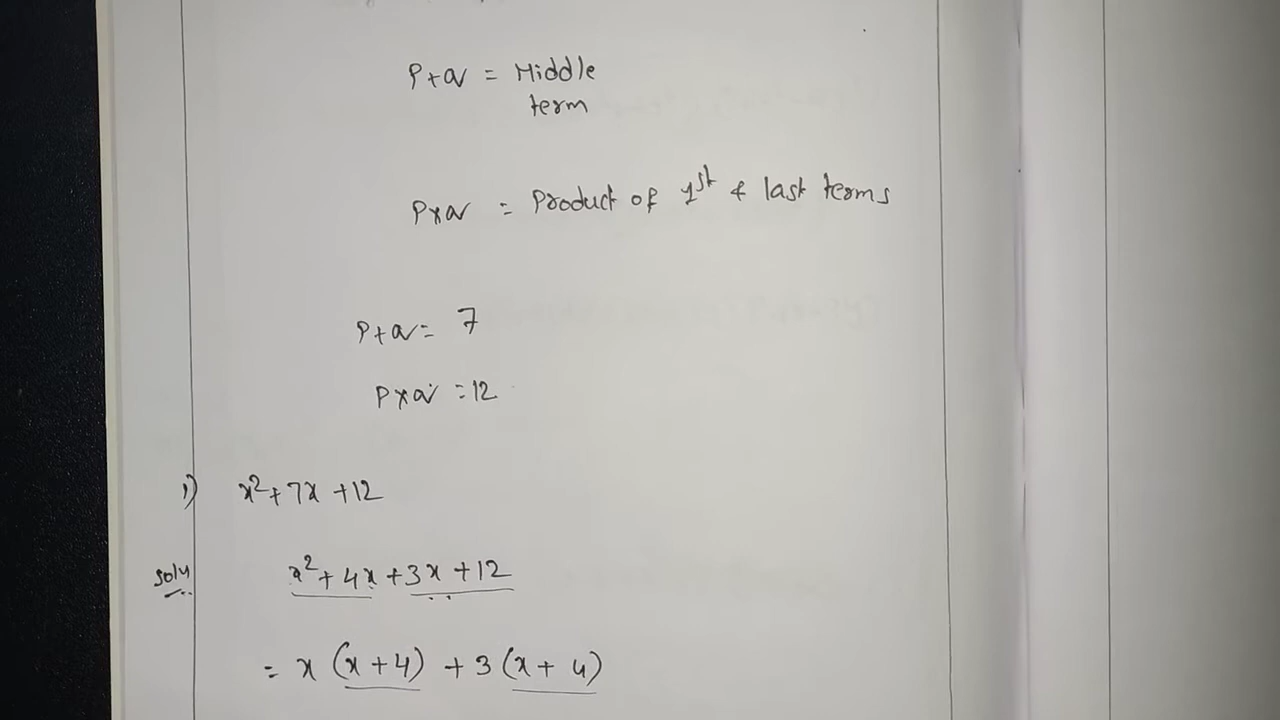 P+Q = Middle
term
P×Q = Product of 1st & last terms
P+Q = 7
P×Q = 12
1) x²+7x+12
Soln x²+4x+3x+12
= x(x+4)+3(x+4)